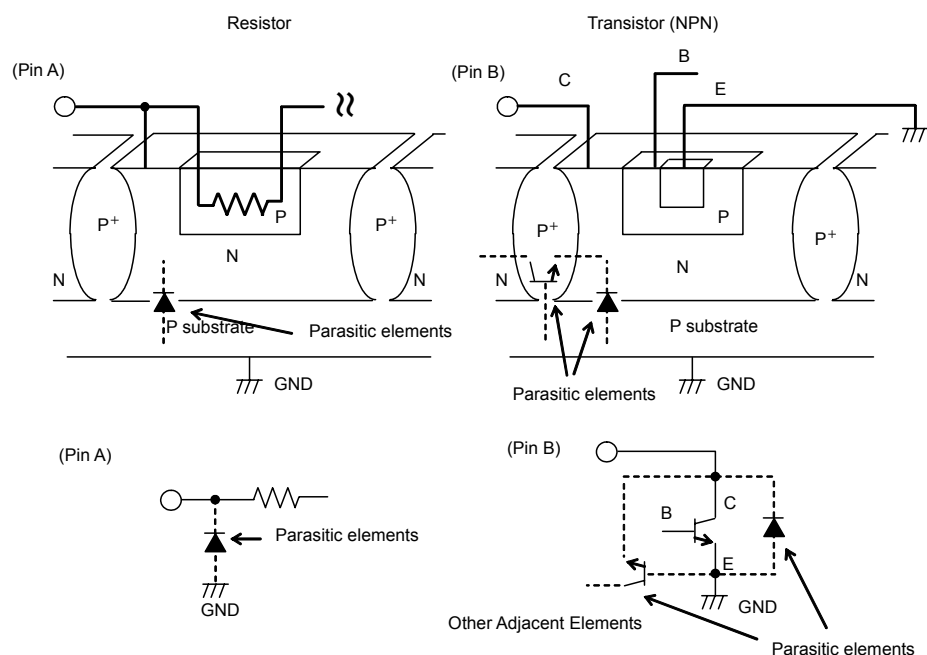 Resistor
Transistor (NPN)
(Pin A)
(Pin B)
C
B
E
P+
P
P+
N
N
N
P substrate
Parasitic elements
GND
P+
P
P+
N
N
N
P substrate
Parasitic elements
GND
(Pin A)
Parasitic elements
GND
(Pin B)
C
B
E
GND
Other Adjacent Elements
Parasitic elements